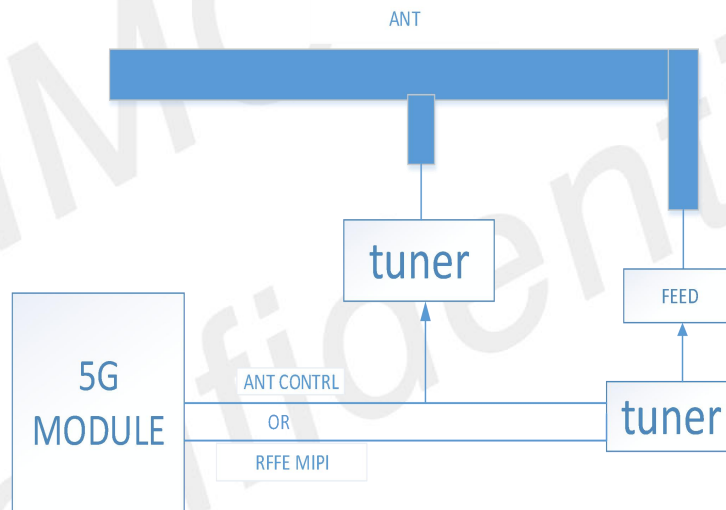 ANT
tuner
FEED
5G
MODULE
ANT CONTRL
OR
RFFE MIPI
tuner